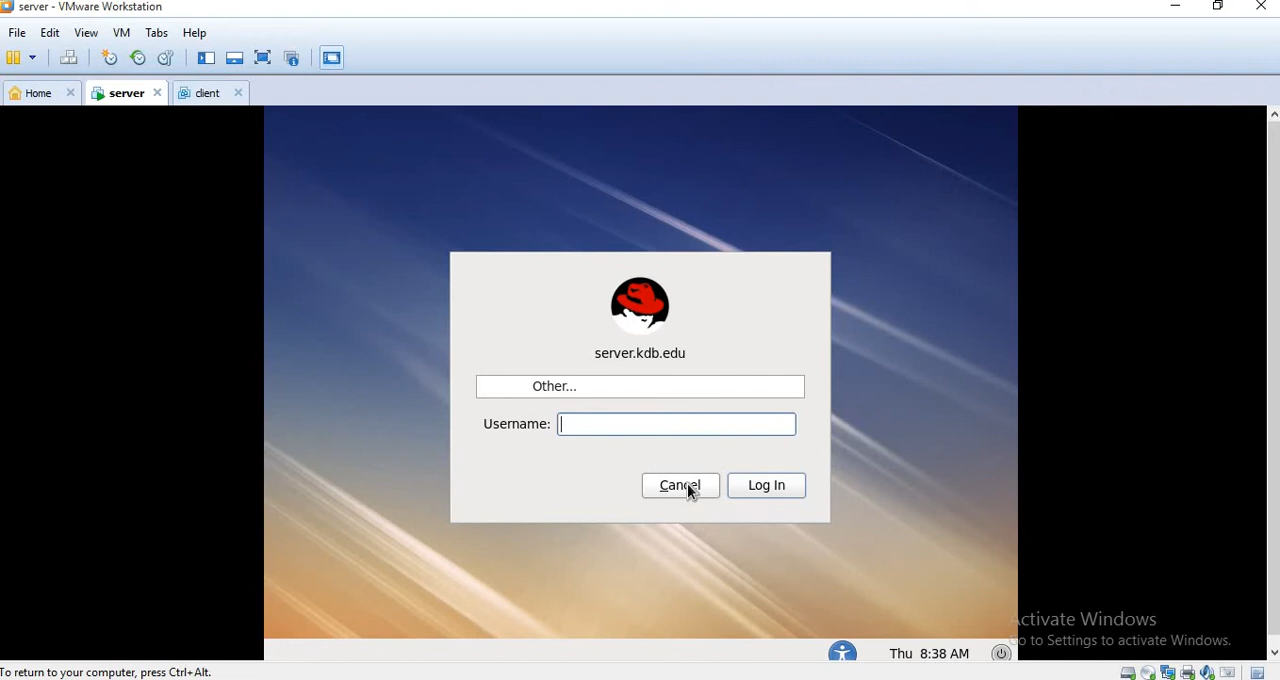 server - VMware Workstation
File Edit View VM Tabs Help
Home server client
server.kdb.edu
Other...
Username:
Cancel Log In
Activate Windows
Go to Settings to activate Windows.
Thu 8:38 AM
To return to your computer, press Ctrl+Alt.